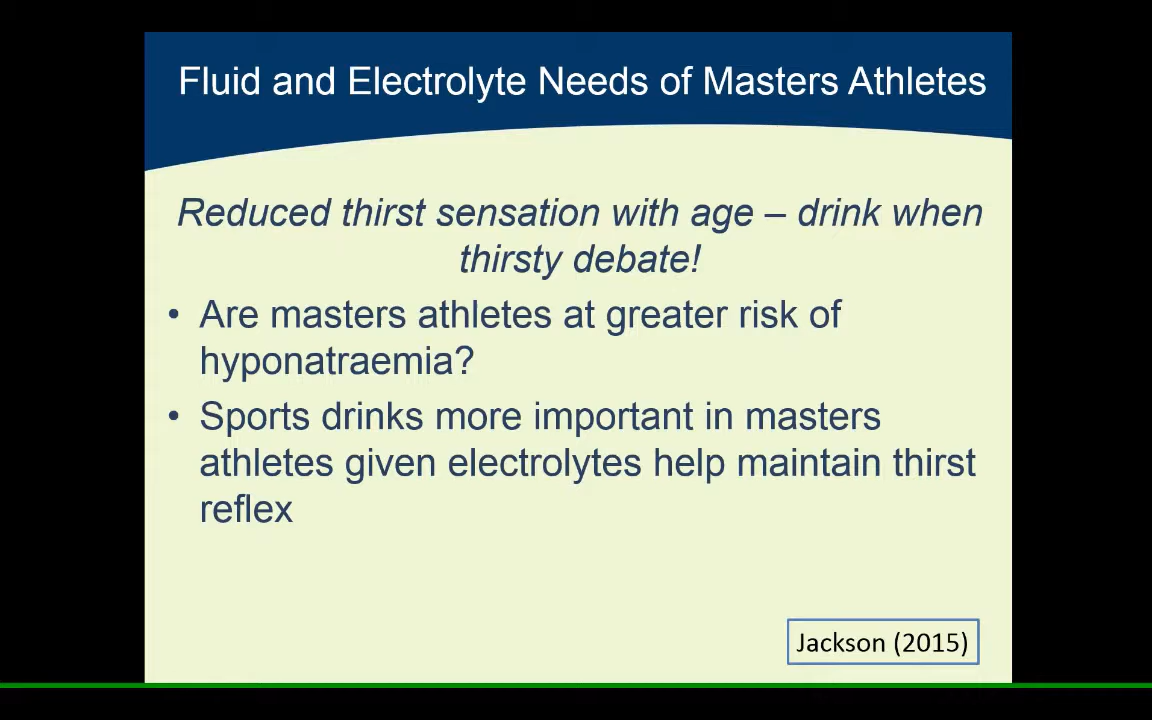 Fluid and Electrolyte Needs of Masters Athletes
Reduced thirst sensation with age – drink when
thirsty debate!
• Are masters athletes at greater risk of
hyponatraemia?
• Sports drinks more important in masters
athletes given electrolytes help maintain thirst
reflex
Jackson (2015)